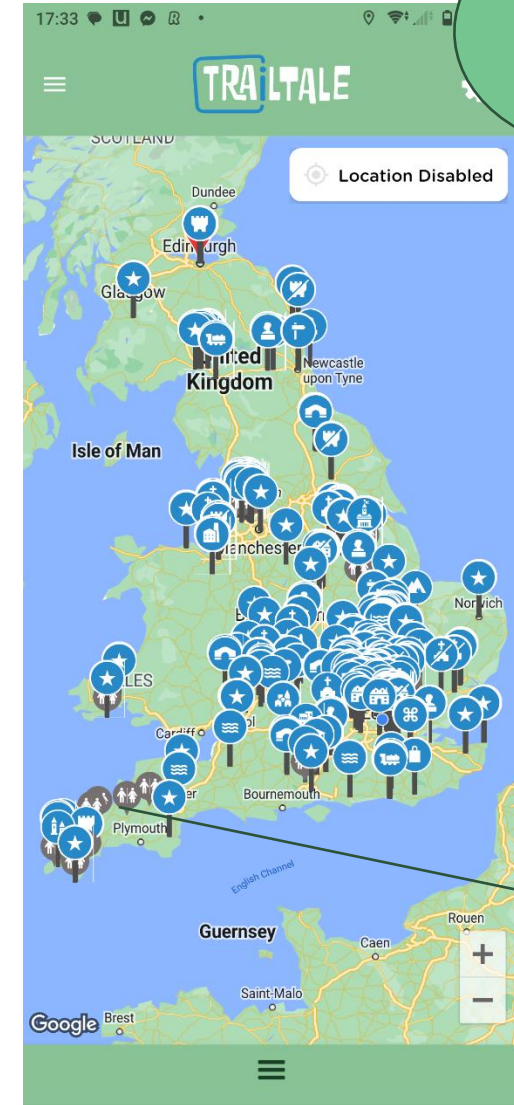 17:33
TRAILTALE
SCOTLAND
Location Disabled
Dundee
Edinburgh
Glasgow
United
Kingdom
Newcastle
upon Tyne
Isle of Man
Manchester
Norwich
LES
Cardiff
Bournemouth
Plymouth
English Channel
Guernsey
Rouen
Caen
+
Saint-Malo
−
Google
Brest